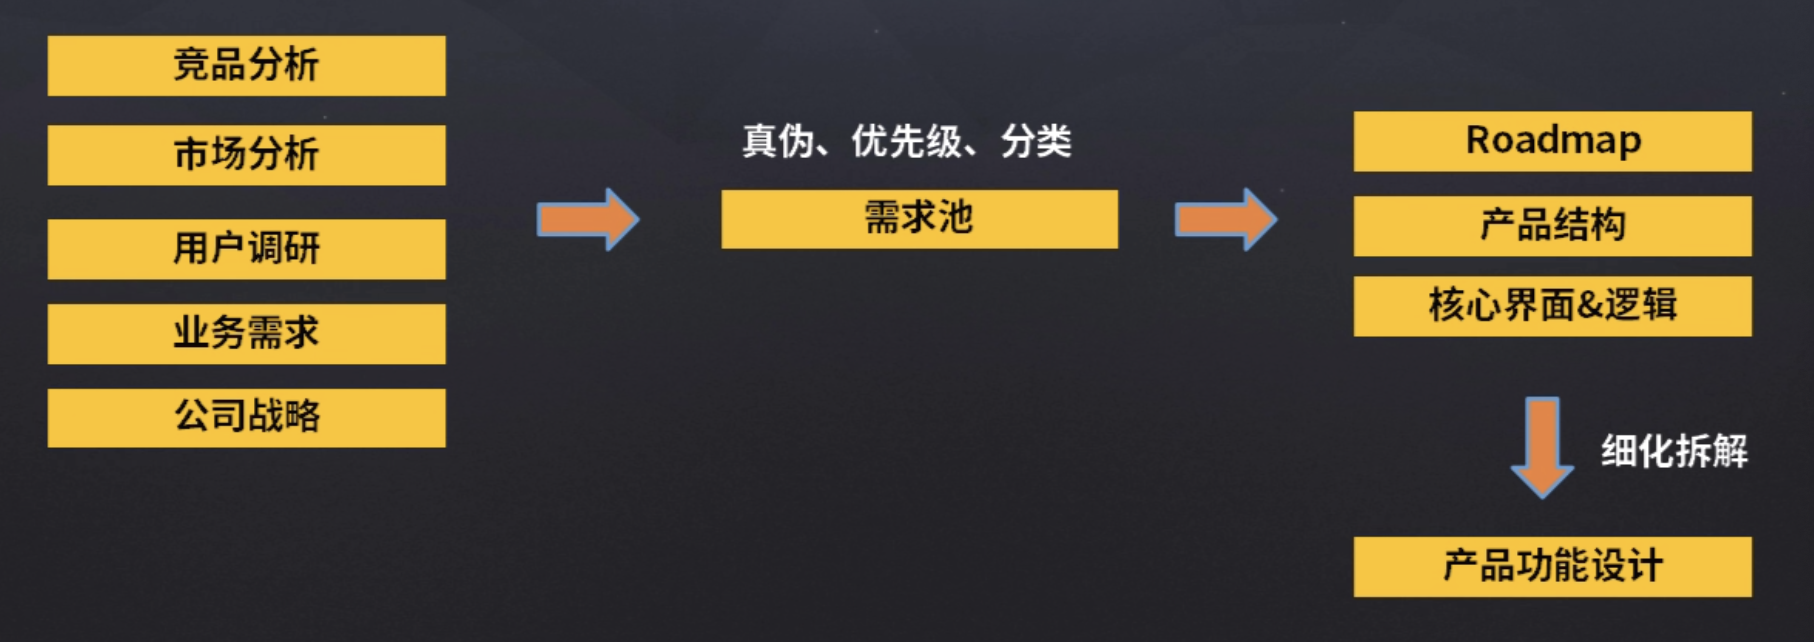 竞品分析
市场分析
用户调研
业务需求
公司战略
真伪、优先级、分类
需求池
Roadmap
产品结构
核心界面&逻辑
细化拆解
产品功能设计